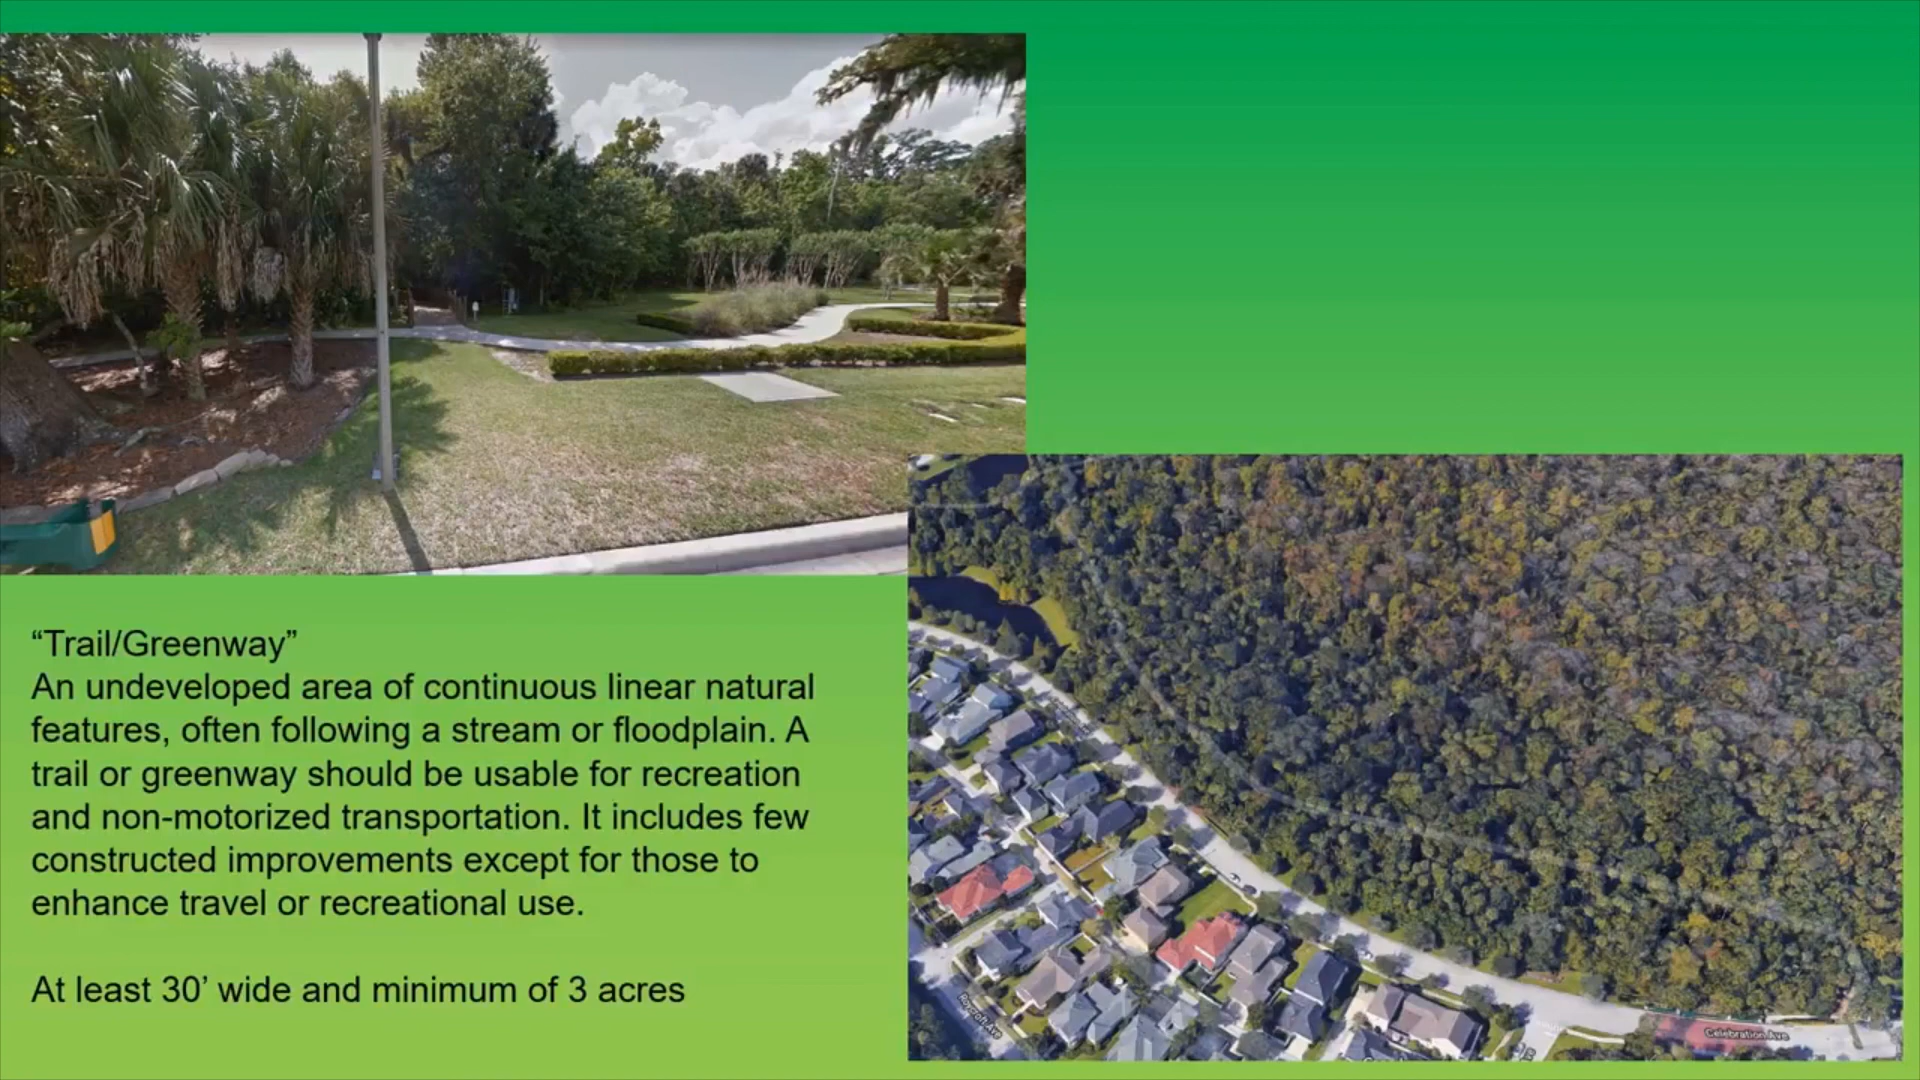 “Trail/Greenway”
An undeveloped area of continuous linear natural
features, often following a stream or floodplain. A
trail or greenway should be usable for recreation
and non-motorized transportation. It includes few
constructed improvements except for those to
enhance travel or recreational use.
At least 30’ wide and minimum of 3 acres
Celebration Ave